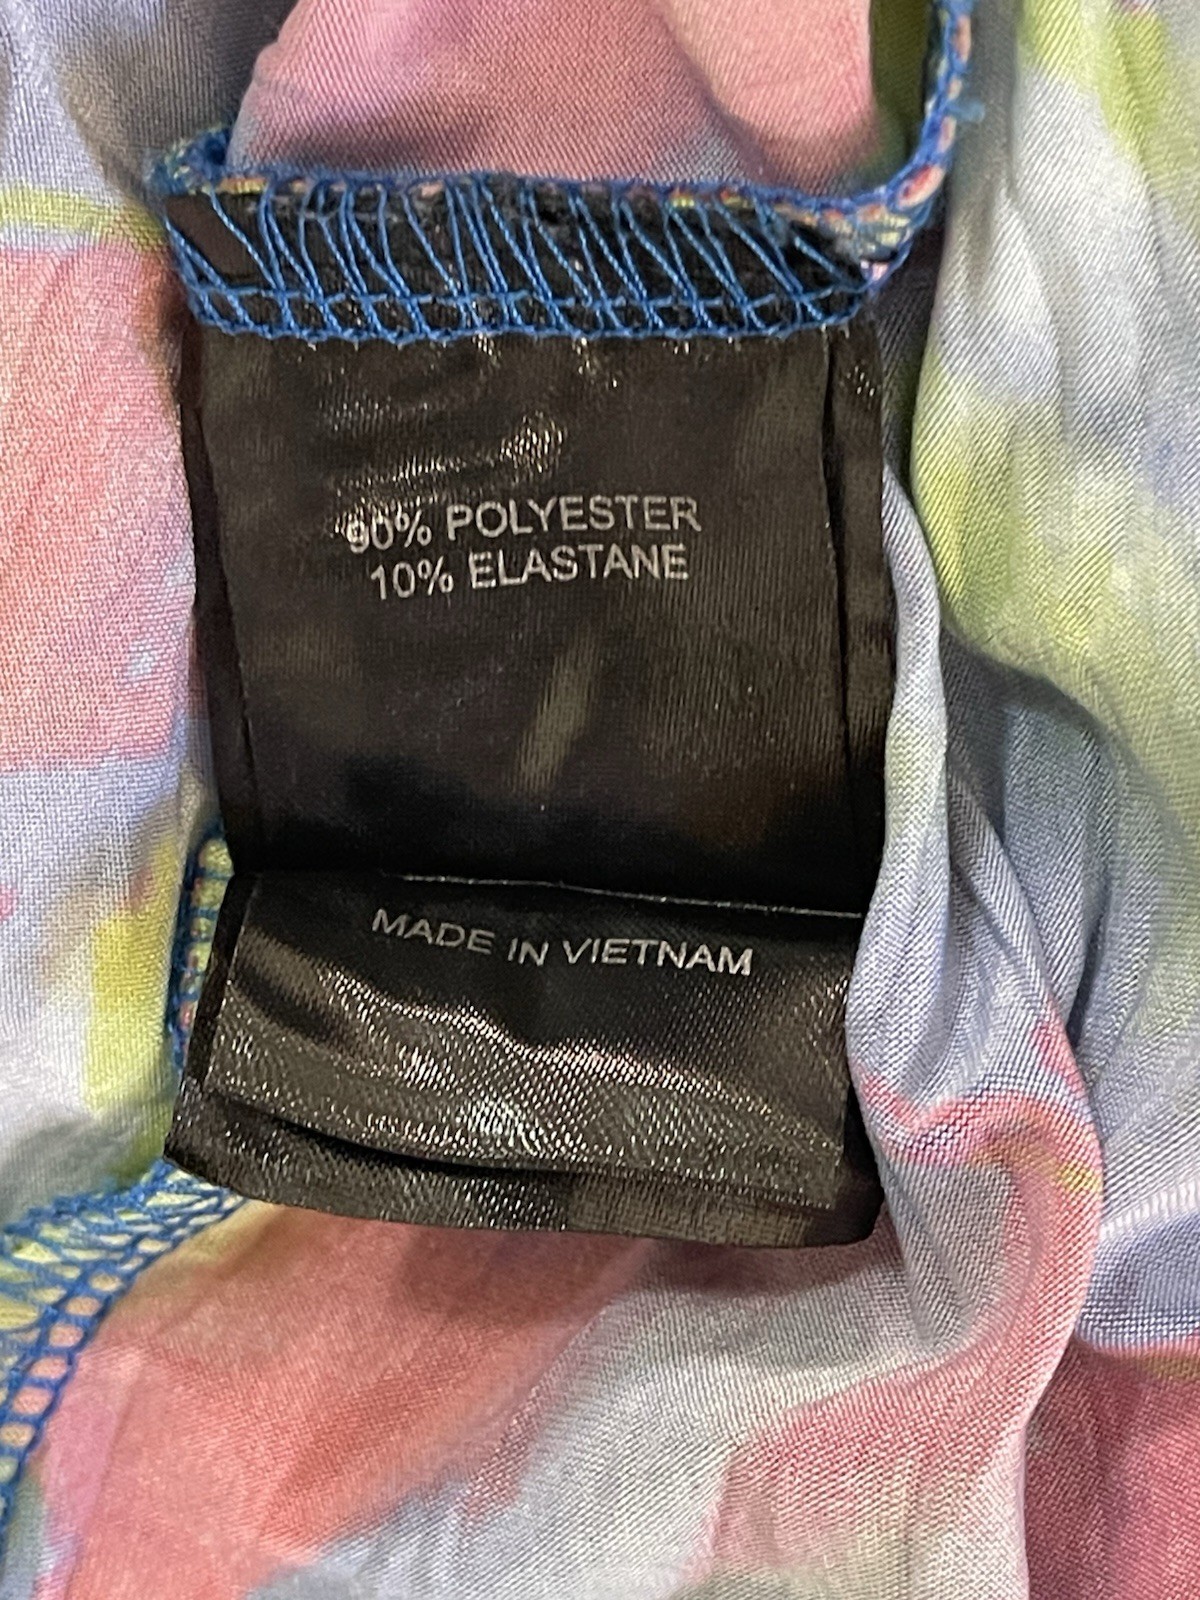 90% POLYESTER
10% ELASTANE
MADE IN VIETNAM